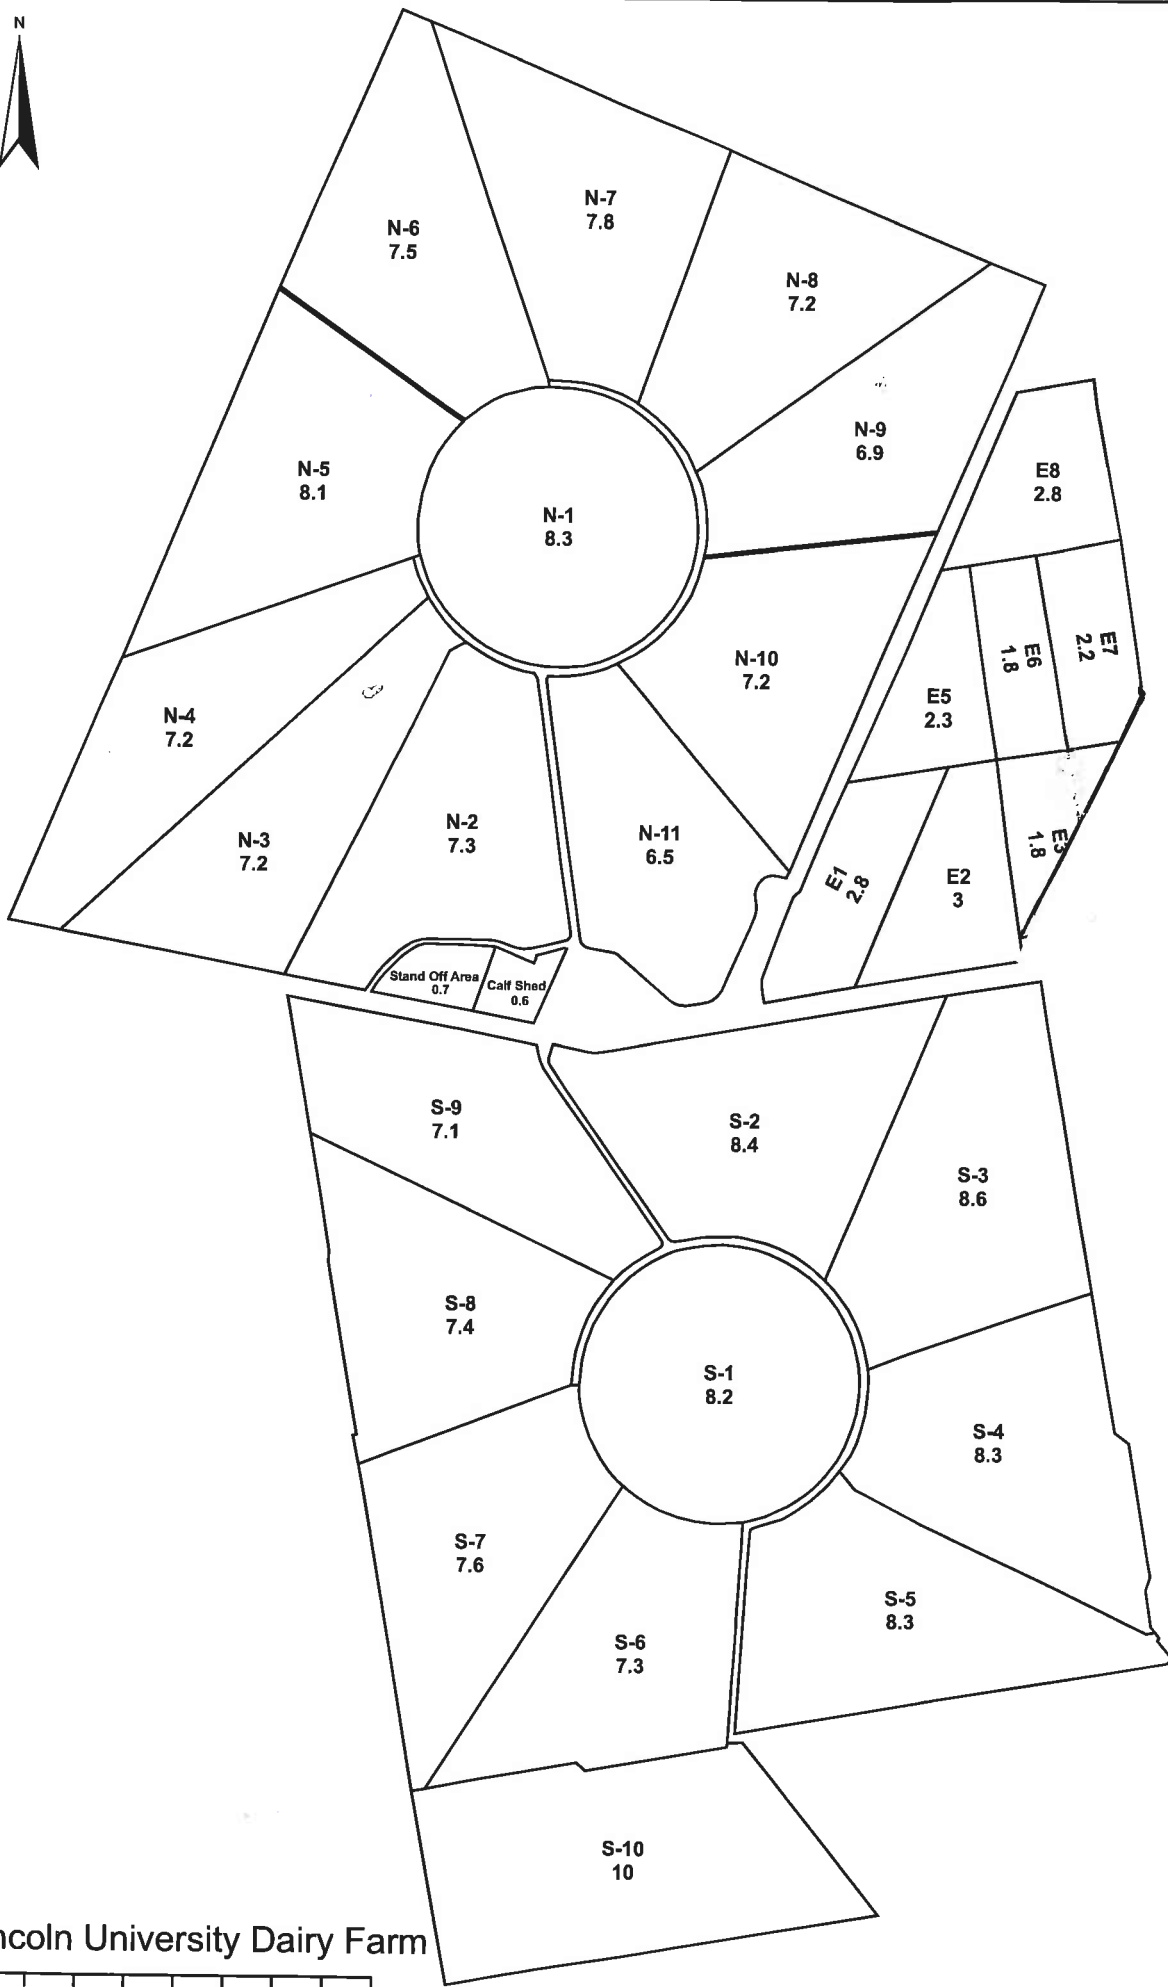 N
N-7
7.8
N-6
7.5
N-8
7.2
N-9
6.9
N-5
8.1
N-1
8.3
E8
2.8
N-10
7.2
E6
1.8
E7
2.2
E5
2.3
N-4
7.2
N-3
7.2
N-2
7.3
N-11
6.5
E3
1.8
E1
2.8
E2
3
Stand Off Area
0.7
Calf Shed
0.6
S-9
7.1
S-2
8.4
S-3
8.6
S-8
7.4
S-1
8.2
S-4
8.3
S-7
7.6
S-5
8.3
S-6
7.3
S-10
10
ncoln University Dairy Farm